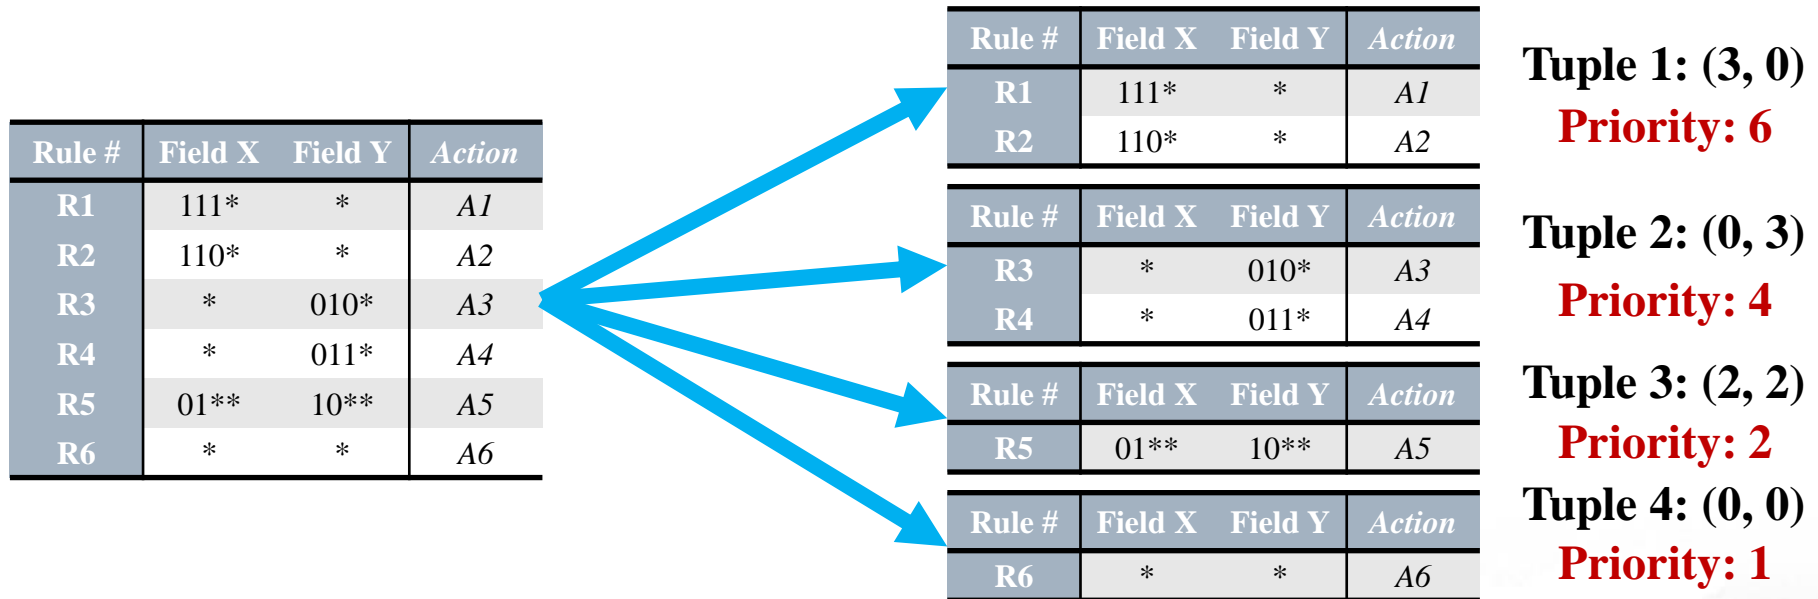 Rule # Field X Field Y Action
R1 111* * A1
R2 110* * A2
R3 * 010* A3
R4 * 011* A4
R5 01** 10** A5
R6 * * A6
Rule # Field X Field Y Action
R1 111* * A1
R2 110* * A2
Tuple 1: (3, 0)
Priority: 6
Rule # Field X Field Y Action
R3 * 010* A3
R4 * 011* A4
Tuple 2: (0, 3)
Priority: 4
Rule # Field X Field Y Action
R5 01** 10** A5
Tuple 3: (2, 2)
Priority: 2
Rule # Field X Field Y Action
R6 * * A6
Tuple 4: (0, 0)
Priority: 1